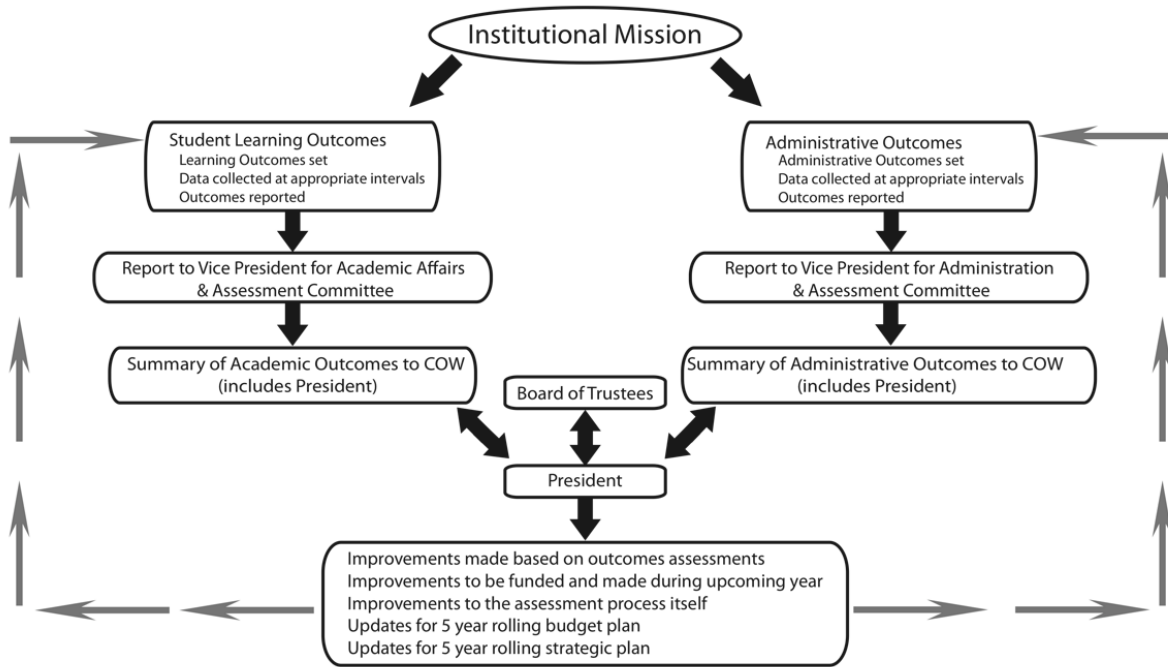 Institutional Mission
Student Learning Outcomes
Learning Outcomes set
Data collected at appropriate intervals
Outcomes reported
Administrative Outcomes
Administrative Outcomes set
Data collected at appropriate intervals
Outcomes reported
Report to Vice President for Academic Affairs
& Assessment Committee
Report to Vice President for Administration
& Assessment Committee
Summary of Academic Outcomes to COW
(includes President)
Summary of Administrative Outcomes to COW
(includes President)
Board of Trustees
President
Improvements made based on outcomes assessments
Improvements to be funded and made during upcoming year
Improvements to the assessment process itself
Updates for 5 year rolling budget plan
Updates for 5 year rolling strategic plan